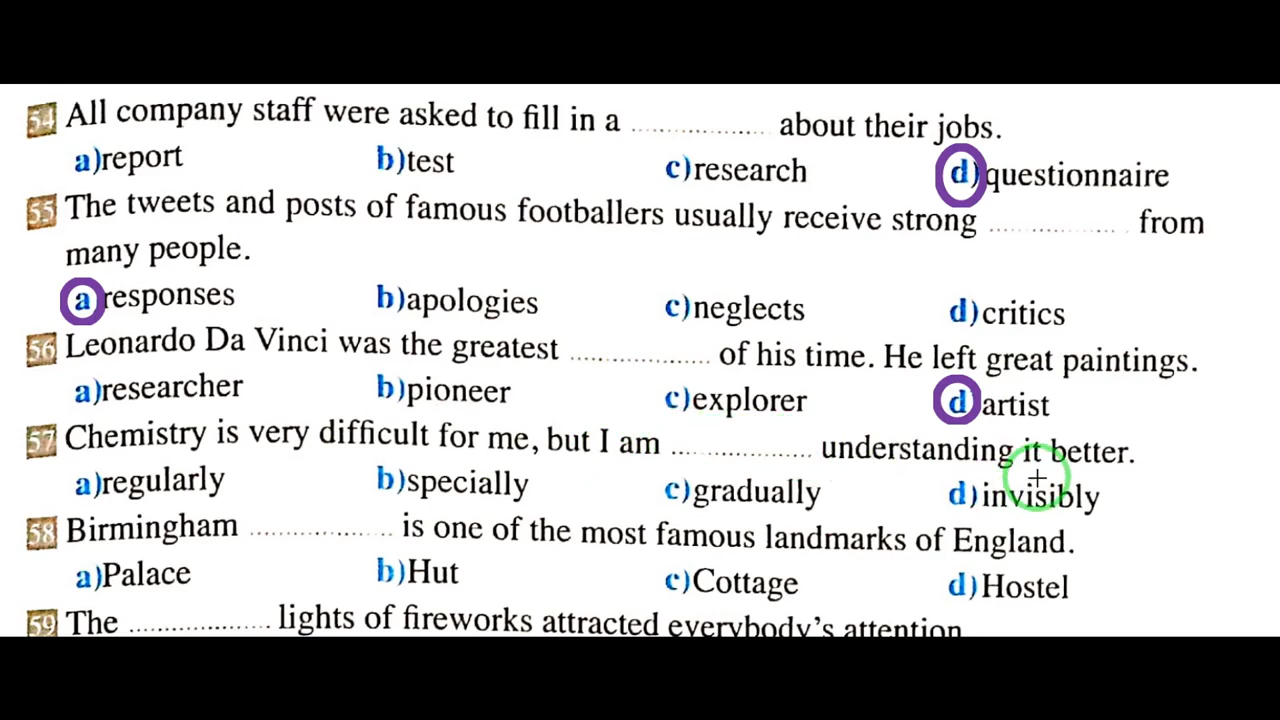 54 All company staff were asked to fill in a .................. about their jobs.
a)report b)test c)research d)questionnaire
55 The tweets and posts of famous footballers usually receive strong .................. from
many people.
a)responses b)apologies c)neglects d)critics
56 Leonardo Da Vinci was the greatest .................. of his time. He left great paintings.
a)researcher b)pioneer c)explorer d)artist
57 Chemistry is very difficult for me, but I am .................. understanding it better.
a)regularly b)specially c)gradually d)invisibly
58 Birmingham .................. is one of the most famous landmarks of England.
a)Palace b)Hut c)Cottage d)Hostel
59 The .................. lights of fireworks attracted everybody's attention